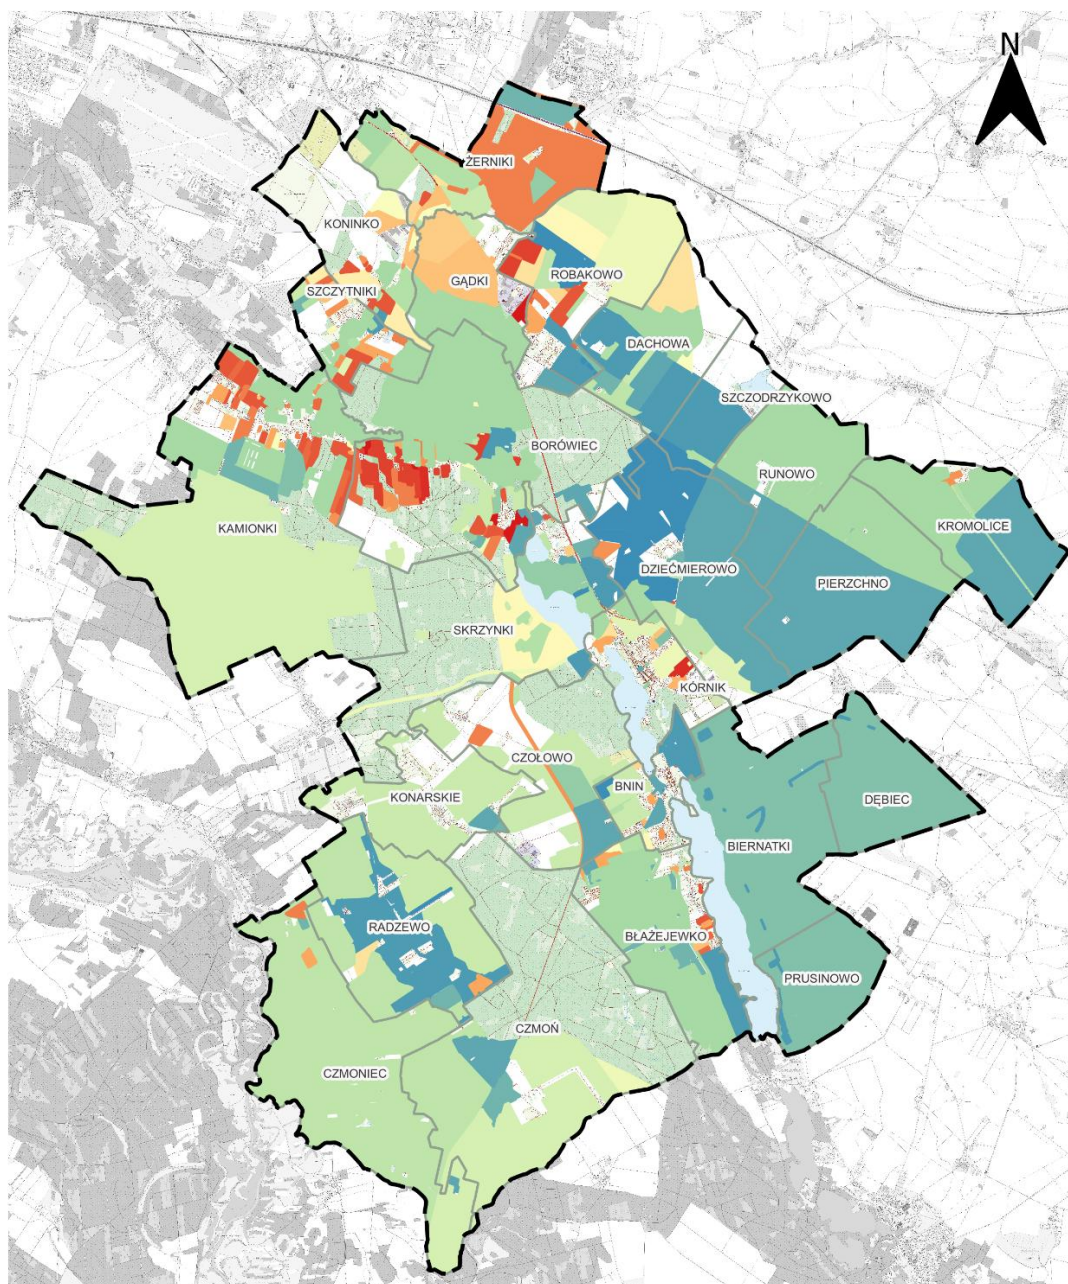 N
ŻERNIKI
KONINKO
ROBAKOWO
GĄDKI
SZCZYTNIKI
DACHOWA
SZCZODRZYKOWO
BORÓWIEC
RUNOWO
KROMOLICE
KAMIONKI
DZIEĆMIEROWO
PIERZCHNO
SKRZYNKI
KÓRNIK
CZOŁOWO
BNIN
KONARSKIE
DĘBIEC
BIERNATKI
RADZEWO
BŁAŻEJEWKO
PRUSINOWO
CZMOŃ
CZMONIEC